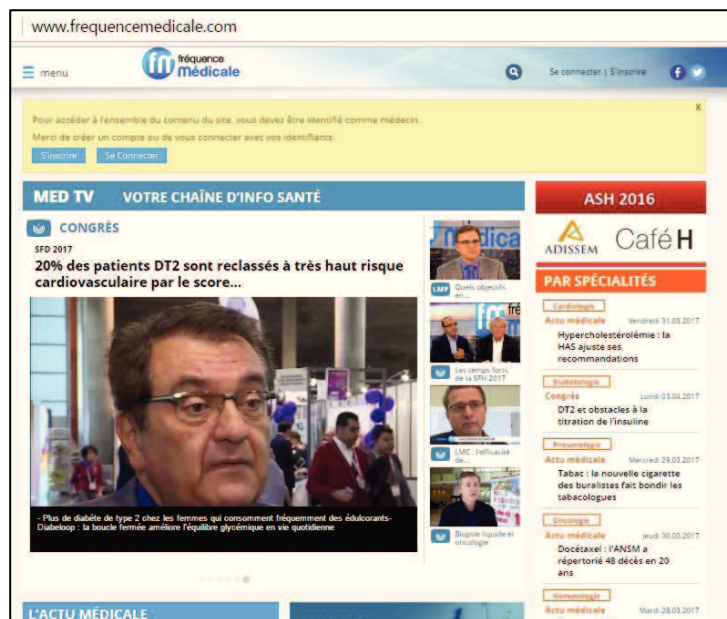 www.frequencemedicale.com
menu
fm fréquence
médicale
Se connecter | S'inscrire
x
Pour accéder à l'ensemble du contenu du site, vous devez être identifié comme médecin.
Merci de créer un compte ou de vous connecter avec vos identifiants.
S'inscrire Se Connecter
MED TV VOTRE CHAÎNE D'INFO SANTÉ
CONGRÈS
SFD 2017
20% des patients DT2 sont reclassés à très haut risque
cardiovasculaire par le score...
- Plus de diabète de type 2 chez les femmes qui consomment fréquemment des édulcorants-
Diabeloop : la boucle fermée améliore l'équilibre glycémique en vie quotidienne
LMP
Quels objectifs
en...
Les temps forts
de la SFH 2017
LMC : l'efficacité
de...
Biopsie liquide et
oncologie
ASH 2016
ADISSEM Café H
PAR SPÉCIALITÉS
Cardiologie
Actu médicale Vendredi 31.03.2017
Hypercholestérolémie : la
HAS ajuste ses
recommandations
Diabétologie
Congrès Lundi 03.04.2017
DT2 et obstacles à la
titration de l'insuline
Pneumologie
Actu médicale Mercredi 29.03.2017
Tabac : la nouvelle cigarette
des buralistes fait bondir les
tabacologues
Oncologie
Actu médicale Jeudi 30.03.2017
Docétaxel : l'ANSM a
répertorié 48 décès en 20
ans
Hématologie
Actu médicale Mardi 28.03.2017
L'ACTU MÉDICALE